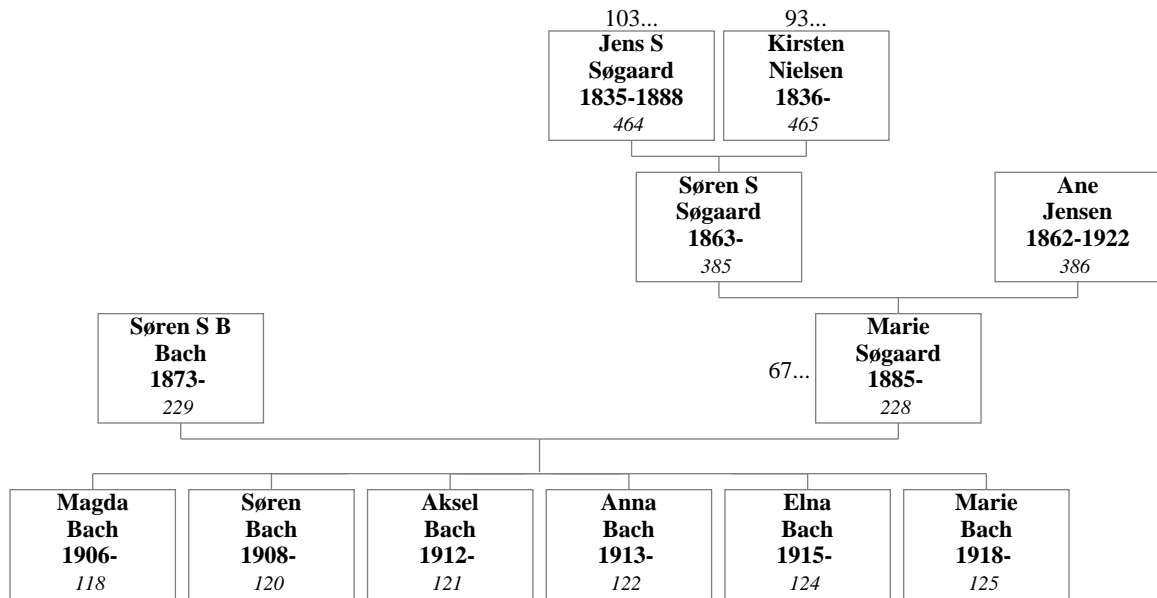 103...
Jens S
Søgaard
1835-1888
464
93...
Kirsten
Nielsen
1836-
465
Søren S
Søgaard
1863-
385
Ane
Jensen
1862-1922
386
Søren S B
Bach
1873-
229
67...
Marie
Søgaard
1885-
228
Magda
Bach
1906-
118
Søren
Bach
1908-
120
Aksel
Bach
1912-
121
Anna
Bach
1913-
122
Elna
Bach
1915-
124
Marie
Bach
1918-
125